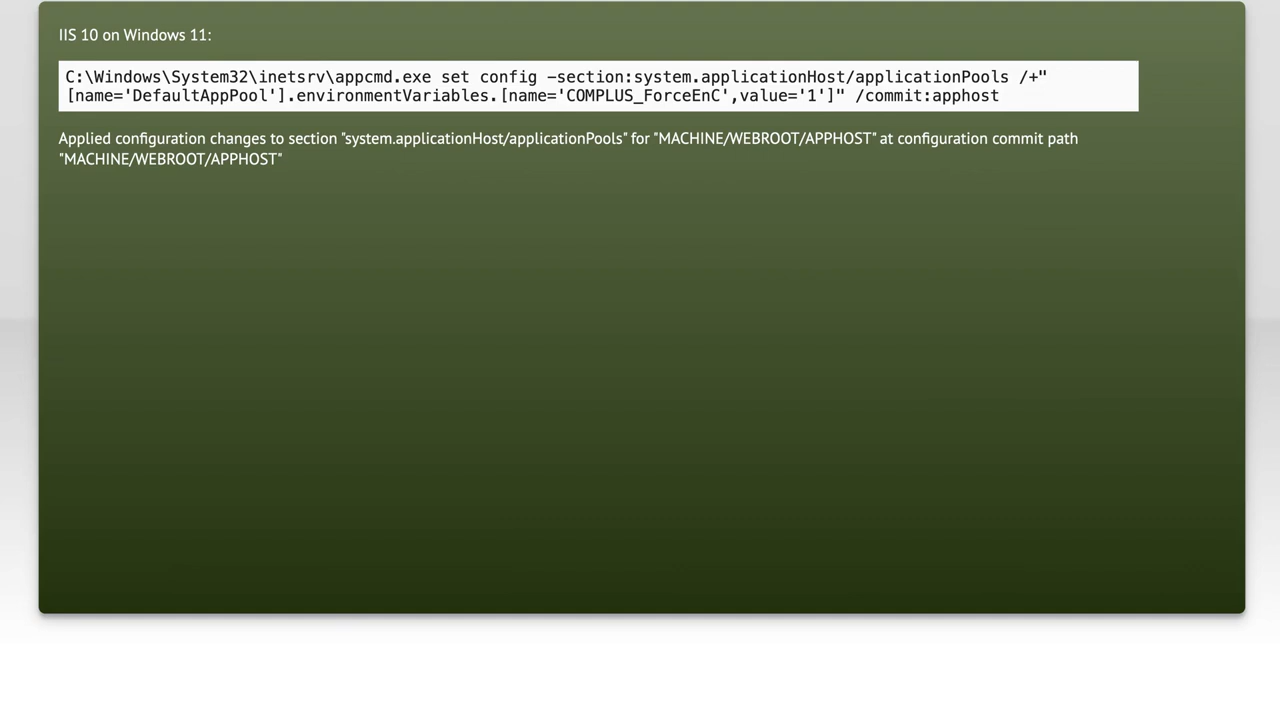 IIS 10 on Windows 11:
C:\Windows\System32\inetsrv\appcmd.exe set config -section:system.applicationHost/applicationPools /+"
[name='DefaultAppPool'].environmentVariables.[name='COMPLUS_ForceEnC',value='1']" /commit:apphost
Applied configuration changes to section "system.applicationHost/applicationPools" for "MACHINE/WEBROOT/APPHOST" at configuration commit path
"MACHINE/WEBROOT/APPHOST"